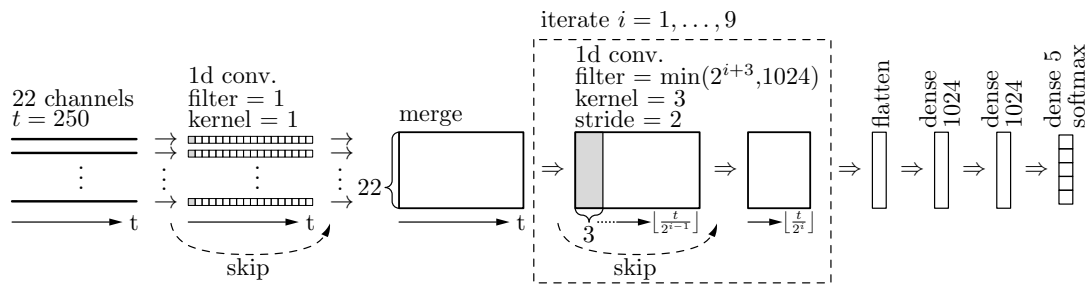 iterate i = 1, . . . , 9
22 channels
t = 250
1d conv.
filter = 1
kernel = 1
merge
1d conv.
filter = min(2^{i+3},1024)
kernel = 3
stride = 2
flatten
dense
1024
dense
1024
dense 5
softmax
⋮
⋮
⋮
⋮
22
t
t
t
3
⌊t/2^{i−1}⌋
⌊t/2^i⌋
skip
skip